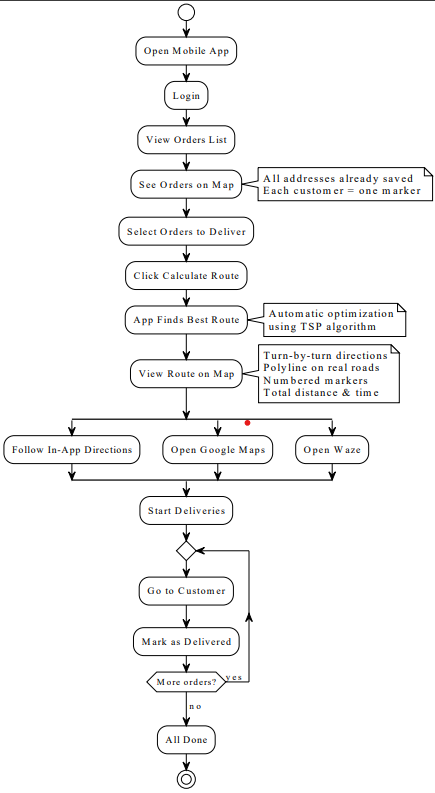 Open Mobile App
Login
View Orders List
See Orders on Map
All addresses already saved
Each customer = one marker
Select Orders to Deliver
Click Calculate Route
App Finds Best Route
Automatic optimization
using TSP algorithm
View Route on Map
Turn-by-turn directions
Polyline on real roads
Numbered markers
Total distance & time
Follow In-App Directions
Open Google Maps
Open Waze
Start Deliveries
Go to Customer
Mark as Delivered
More orders?
yes
no
All Done